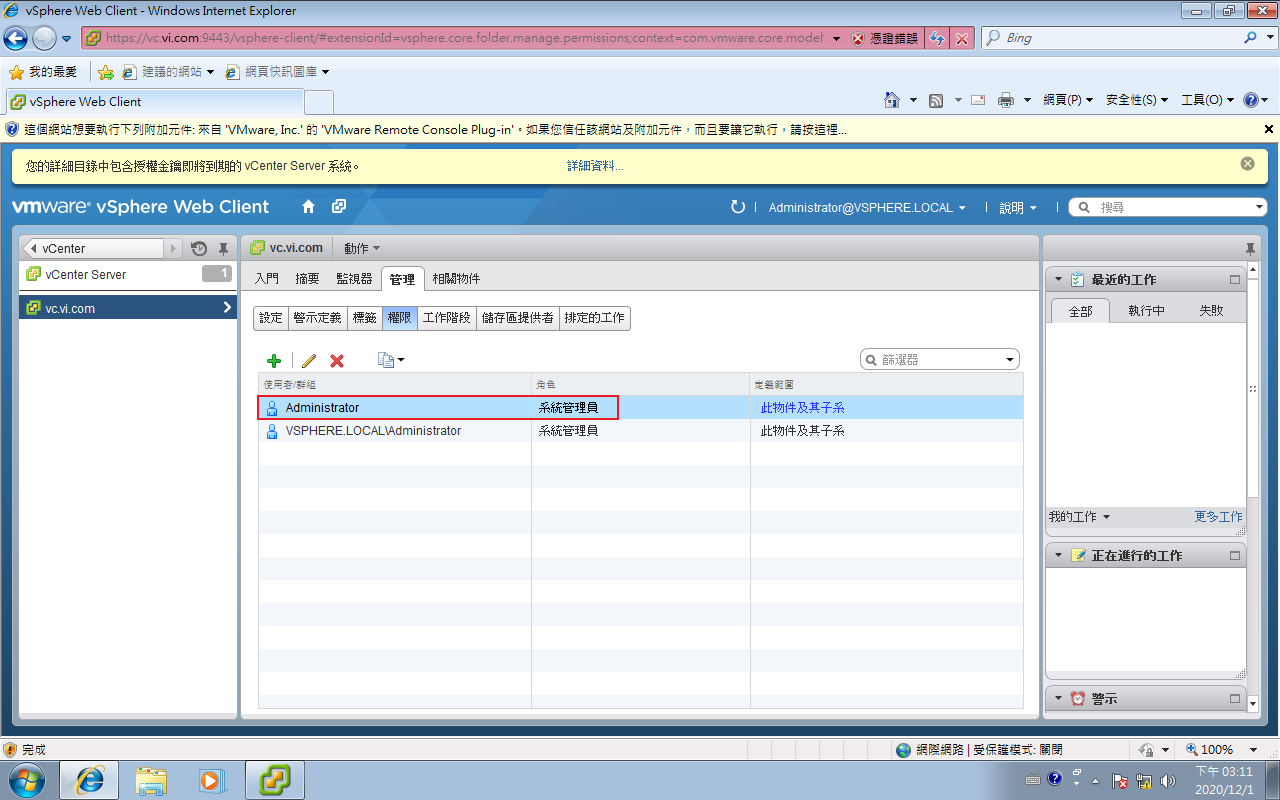 vSphere Web Client - Windows Internet Explorer
https://vc.vi.com:9443/vsphere-client/#extensionId=vsphere.core.folder.manage.permissions;context=com.vmware.core.model
憑證錯誤
Bing
我的最愛
建議的網站
網頁快訊圖庫
vSphere Web Client
網頁(P)
安全性(S)
工具(O)
這個網站想要執行下列附加元件: 來自 'VMware, Inc.' 的 'VMware Remote Console Plug-in'。如果您信任該網站及附加元件，而且要讓它執行，請按這裡...
您的詳細目錄中包含授權金鑰即將到期的 vCenter Server 系統。
詳細資料...
vmware vSphere Web Client
Administrator@VSPHERE.LOCAL
說明
搜尋
vCenter
vCenter Server
1
vc.vi.com
vc.vi.com
動作
入門
摘要
監視器
管理
相關物件
設定
警示定義
標籤
權限
工作階段
儲存區提供者
排定的工作
篩選器
使用者/群組
角色
定義範圍
Administrator
系統管理員
此物件及其子系
VSPHERE.LOCAL\Administrator
系統管理員
此物件及其子系
最近的工作
全部
執行中
失敗
我的工作
更多工作
正在進行的工作
警示
完成
網際網路 | 受保護模式: 關閉
100%
下午 03:11
2020/12/1